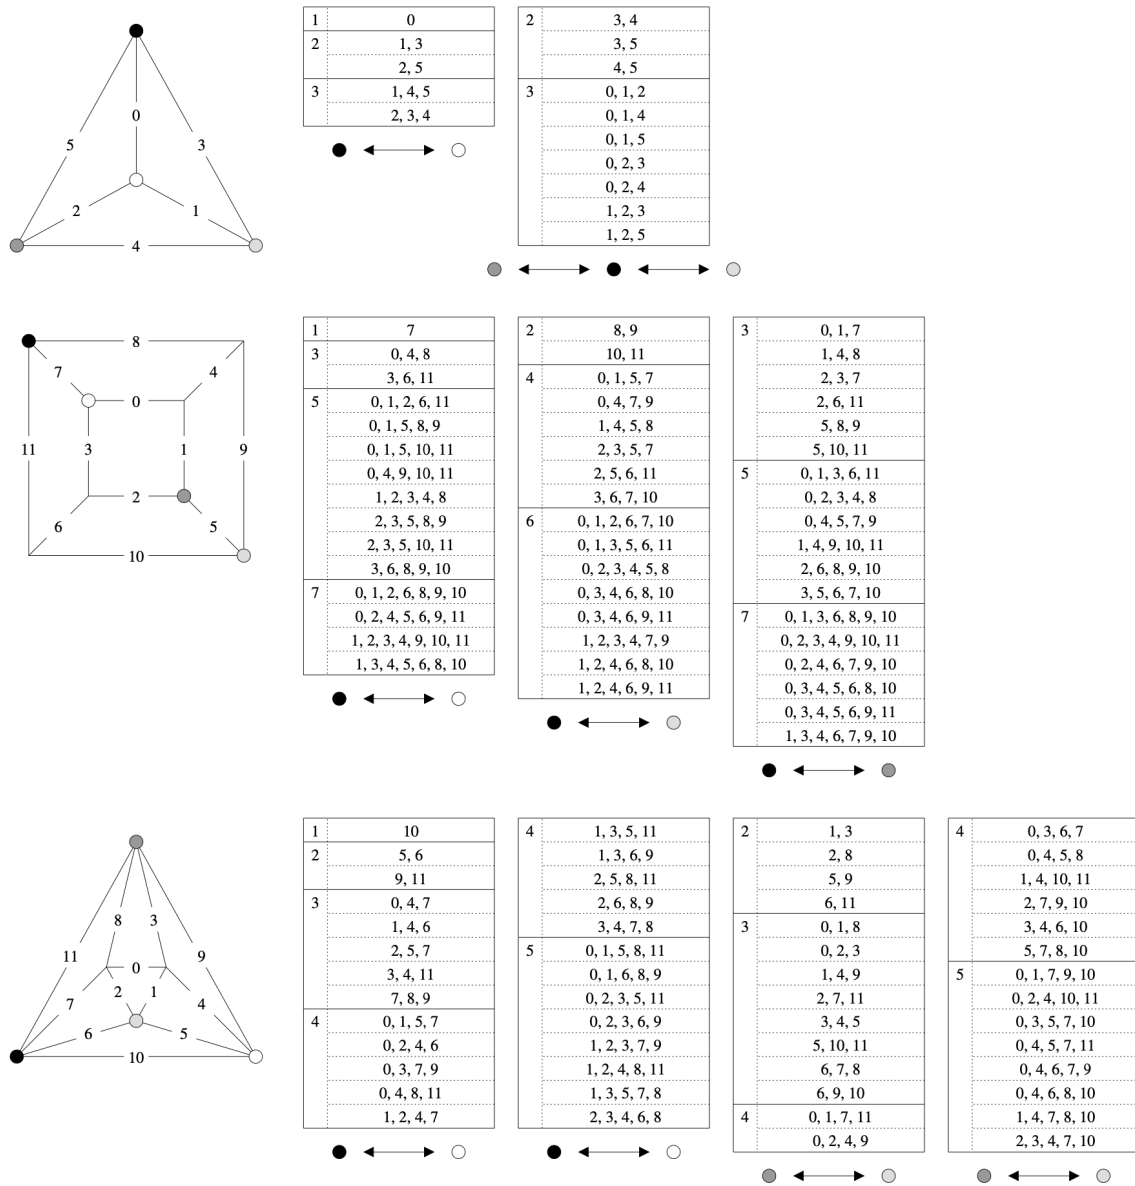 0
5
3
2
1
4
1 0
2 1, 3
2, 5
3 1, 4, 5
2, 3, 4
2 3, 4
3, 5
4, 5
3 0, 1, 2
0, 1, 4
0, 1, 5
0, 2, 3
0, 2, 4
1, 2, 3
1, 2, 5
8
7
4
0
11
3
1
9
2
6
5
10
1 7
3 0, 4, 8
3, 6, 11
5 0, 1, 2, 6, 11
0, 1, 5, 8, 9
0, 1, 5, 10, 11
0, 4, 9, 10, 11
1, 2, 3, 4, 8
2, 3, 5, 8, 9
2, 3, 5, 10, 11
3, 6, 8, 9, 10
7 0, 1, 2, 6, 8, 9, 10
0, 2, 4, 5, 6, 9, 11
1, 2, 3, 4, 9, 10, 11
1, 3, 4, 5, 6, 8, 10
2 8, 9
10, 11
4 0, 1, 5, 7
0, 4, 7, 9
1, 4, 5, 8
2, 3, 5, 7
2, 5, 6, 11
3, 6, 7, 10
6 0, 1, 2, 6, 7, 10
0, 1, 3, 5, 6, 11
0, 2, 3, 4, 5, 8
0, 3, 4, 6, 8, 10
0, 3, 4, 6, 9, 11
1, 2, 3, 4, 7, 9
1, 2, 4, 6, 8, 10
1, 2, 4, 6, 9, 11
3 0, 1, 7
1, 4, 8
2, 3, 7
2, 6, 11
5, 8, 9
5, 10, 11
5 0, 1, 3, 6, 11
0, 2, 3, 4, 8
0, 4, 5, 7, 9
1, 4, 9, 10, 11
2, 6, 8, 9, 10
3, 5, 6, 7, 10
7 0, 1, 3, 6, 8, 9, 10
0, 2, 3, 4, 9, 10, 11
0, 2, 4, 6, 7, 9, 10
0, 3, 4, 5, 6, 8, 10
0, 3, 4, 5, 6, 9, 11
1, 3, 4, 6, 7, 9, 10
8
3
11
9
0
2
1
7
4
6
5
10
1 10
2 5, 6
9, 11
3 0, 4, 7
1, 4, 6
2, 5, 7
3, 4, 11
7, 8, 9
4 0, 1, 5, 7
0, 2, 4, 6
0, 3, 7, 9
0, 4, 8, 11
1, 2, 4, 7
4 1, 3, 5, 11
1, 3, 6, 9
2, 5, 8, 11
2, 6, 8, 9
3, 4, 7, 8
5 0, 1, 5, 8, 11
0, 1, 6, 8, 9
0, 2, 3, 5, 11
0, 2, 3, 6, 9
1, 2, 3, 7, 9
1, 2, 4, 8, 11
1, 3, 5, 7, 8
2, 3, 4, 6, 8
2 1, 3
2, 8
5, 9
6, 11
3 0, 1, 8
0, 2, 3
1, 4, 9
2, 7, 11
3, 4, 5
5, 10, 11
6, 7, 8
6, 9, 10
4 0, 1, 7, 11
0, 2, 4, 9
4 0, 3, 6, 7
0, 4, 5, 8
1, 4, 10, 11
2, 7, 9, 10
3, 4, 6, 10
5, 7, 8, 10
5 0, 1, 7, 9, 10
0, 2, 4, 10, 11
0, 3, 5, 7, 10
0, 4, 5, 7, 11
0, 4, 6, 7, 9
0, 4, 6, 8, 10
1, 4, 7, 8, 10
2, 3, 4, 7, 10